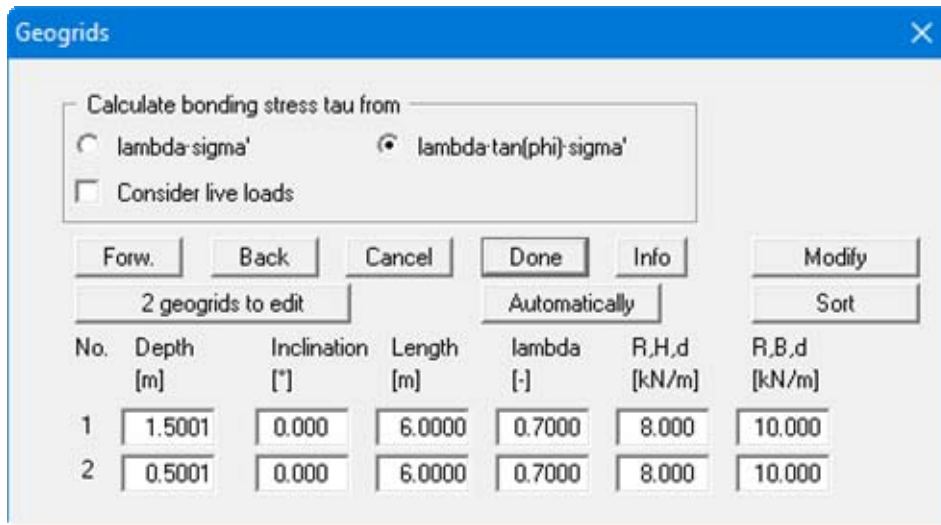 Geogrids
Calculate bonding stress tau from
lambda·sigma' lambda·tan(phi)·sigma'
Consider live loads
Forw. Back Cancel Done Info Modify
2 geogrids to edit Automatically Sort
No. Depth Inclination Length lambda R,H,d R,B,d
[m] [°] [m] [-] [kN/m] [kN/m]
1 1.5001 0.000 6.0000 0.7000 8.000 10.000
2 0.5001 0.000 6.0000 0.7000 8.000 10.000